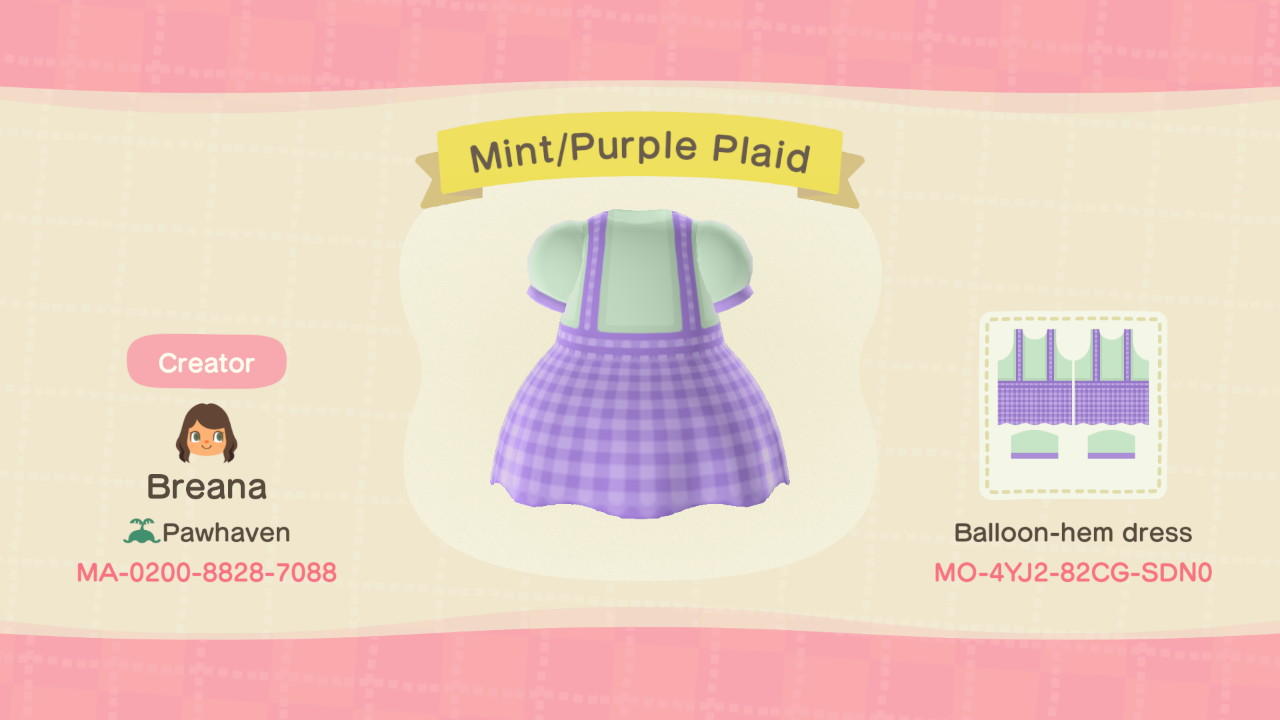 Mint/Purple Plaid
Creator
Breana
Pawhaven
MA-0200-8828-7088
Balloon-hem dress
MO-4YJ2-82CG-SDN0